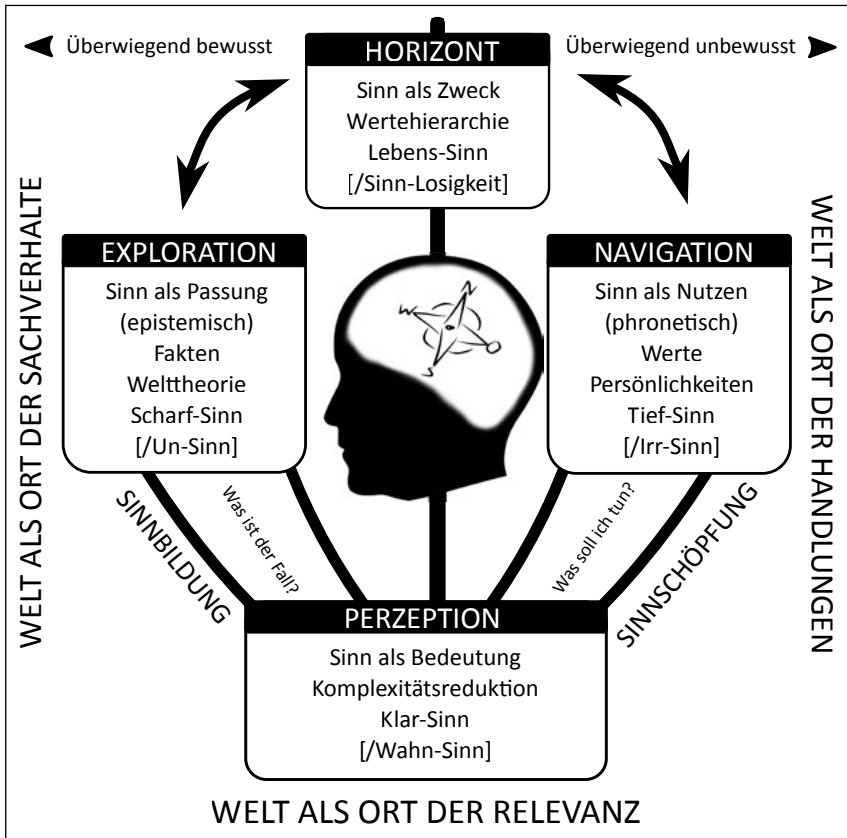 Überwiegend bewusst
Überwiegend unbewusst
HORIZONT
Sinn als Zweck
Wertehierarchie
Lebens-Sinn
[/Sinn-Losigkeit]
WELT ALS ORT DER SACHVERHALTE
EXPLORATION
Sinn als Passung
(epistemisch)
Fakten
Welttheorie
Scharf-Sinn
[/Un-Sinn]
N
W
O
S
NAVIGATION
Sinn als Nutzen
(phronetisch)
Werte
Persönlichkeiten
Tief-Sinn
[/Irr-Sinn]
WELT ALS ORT DER HANDLUNGEN
SINNBILDUNG
Was ist der Fall?
Was soll ich tun?
SINNSCHÖPFUNG
PERZEPTION
Sinn als Bedeutung
Komplexitätsreduktion
Klar-Sinn
[/Wahn-Sinn]
WELT ALS ORT DER RELEVANZ